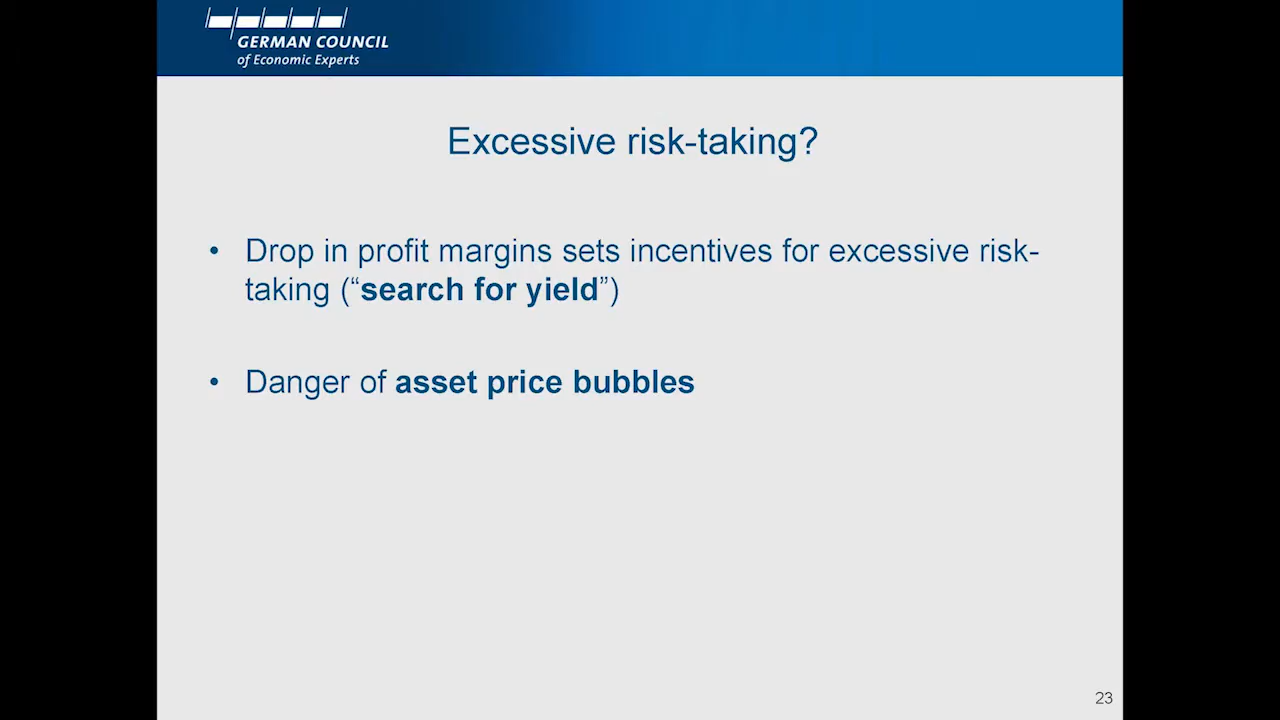 GERMAN COUNCIL
of Economic Experts
Excessive risk-taking?
• Drop in profit margins sets incentives for excessive risk-
taking (“search for yield”)
• Danger of asset price bubbles
23